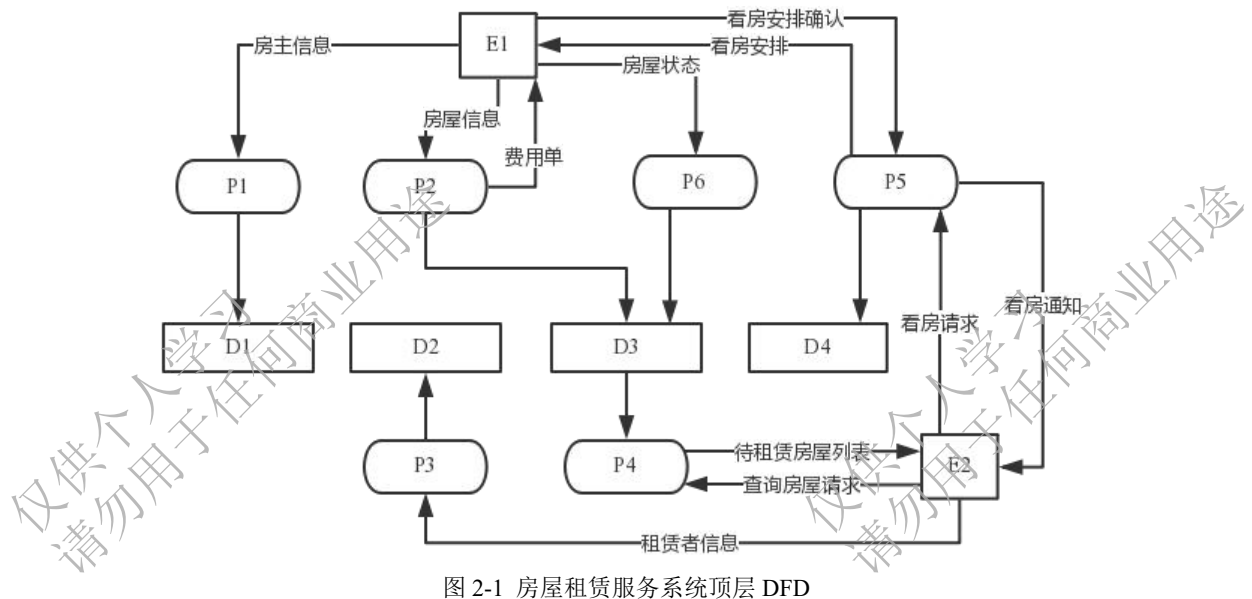 看房安排确认
E1
房主信息
看房安排
房屋状态
房屋信息
费用单
P1
P2
P6
P5
看房请求
看房通知
D1
D2
D3
D4
P3
P4
待租赁房屋列表
E2
查询房屋请求
租赁者信息
仅供个人学习
请勿用于任何商业用途
仅供个人学习
请勿用于任何商业用途
图 2-1 房屋租赁服务系统顶层 DFD